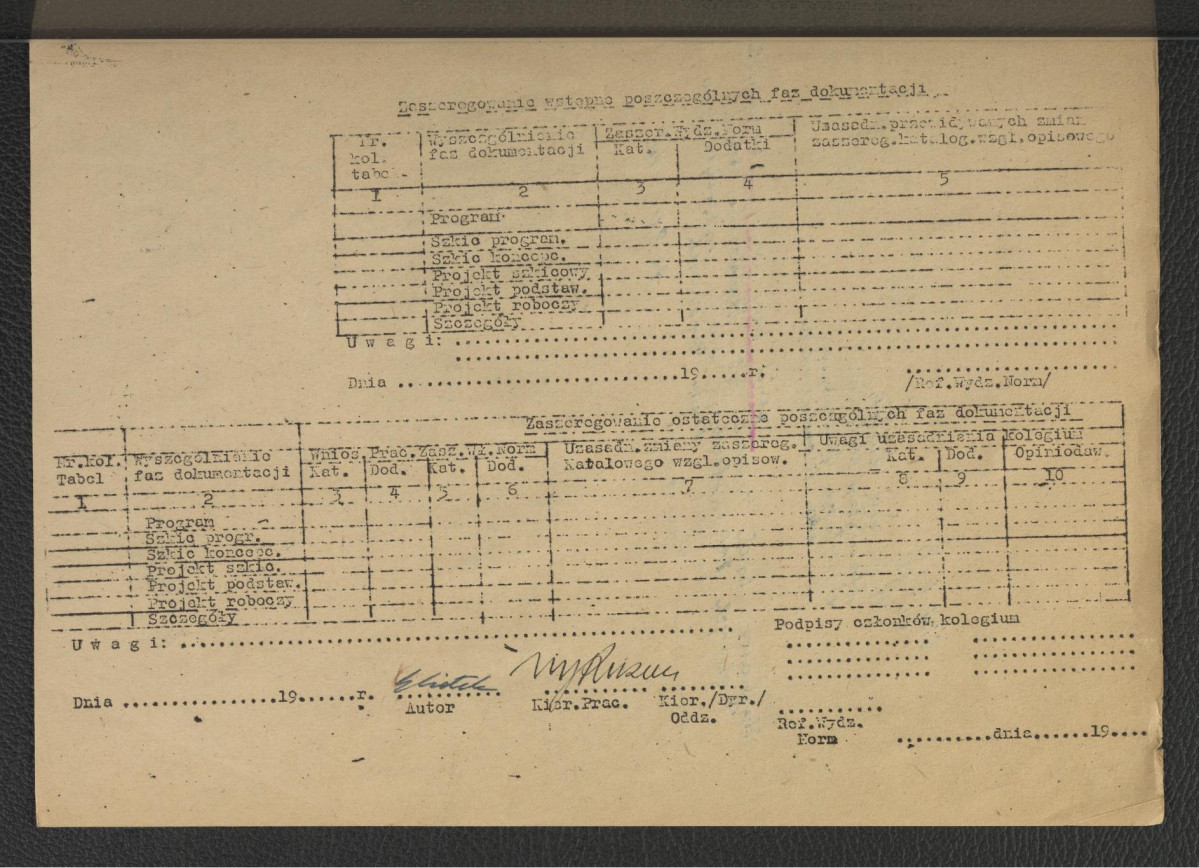 Zaszeregowanie wstępne poszczególnych faz dokumentacji
Nr. kol. tabel. | Wyszczególnienie faz dokumentacji | Zaszer.Wydz.Norm | Uzasadn.przewidywanych zmian zaszereg.katalog.wzgl.opisowego
Kat. | Dodatki
1 2 3 4 5
Program
Szkic program.
Szkic koncepc.
Projekt szkicowy
Projekt podstaw.
Projekt roboczy
Szczegóły
U w a g i: ..........
..........
Dnia ..............................19.....r. ..........
/Ref.Wydz.Norm/
Zaszeregowanie ostateczne poszczególnych faz dokumentacji
Nr.kol. Tabel | Wyszczególnienie faz dokumentacji | Wnios.Prac.Zasz.Wł.Norm | Uzasadn.zmiany zaszereg. Katalowego wzgl.opisow. | Uwagi uzasadnienia kolegium
Kat. | Dod. | Kat. | Dod. | Kat. | Dod. | Opiniodaw.
1 2 3 4 5 6 7 8 9 10
Program
Szkic progr.
Szkic koncepc.
Projekt szkic.
Projekt podstaw.
Projekt roboczy
Szczegóły
Podpisy członków kolegium
U w a g i: ..........
Dnia .................19......r.
Autor
Kier.Prac.
Kier./Dyr./
Oddz.
Ref.Wydz.
Norm
..........dnia......19....